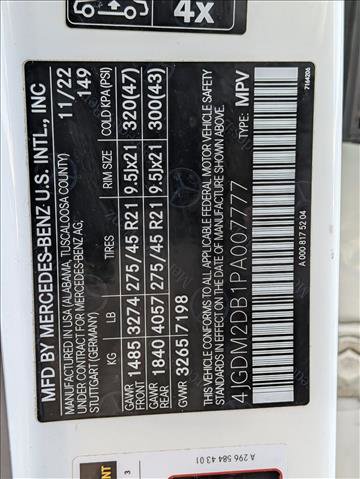 4X
MFD BY MERCEDES-BENZ U.S. INTL., INC
MANUFACTURED IN USA (ALABAMA, TUSCALOOSA COUNTY)
MANUFACTURED FOR MERCEDES-BENZ AG,
STUTTGART (GERMANY)
11/22
149
KG LB TIRES RIM SIZE COLD KPA (PSI)
GAWR FRONT 1485 3274 275/45 R21 9.5Jx21 320(47)
GAWR REAR 1840 4057 275/45 R21 9.5Jx21 300(43)
GVWR 3265 7198
THIS VEHICLE CONFORMS TO ALL APPLICABLE FEDERAL MOTOR VEHICLE SAFETY
STANDARDS IN EFFECT ON THE DATE OF MANUFACTURE SHOWN ABOVE.
4JGDM2DB1PA007777
TYPE: MPV
A 000 817 52 04
7164206
A 296 584 43 01
3